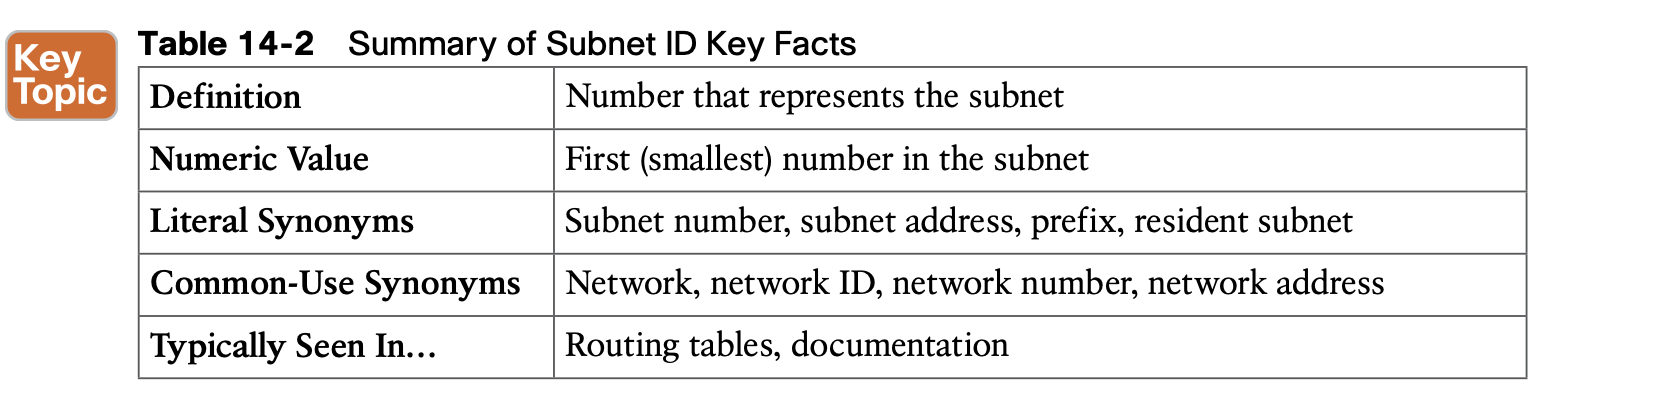 Key
Topic
Table 14-2 Summary of Subnet ID Key Facts
Definition Number that represents the subnet
Numeric Value First (smallest) number in the subnet
Literal Synonyms Subnet number, subnet address, prefix, resident subnet
Common-Use Synonyms Network, network ID, network number, network address
Typically Seen In… Routing tables, documentation